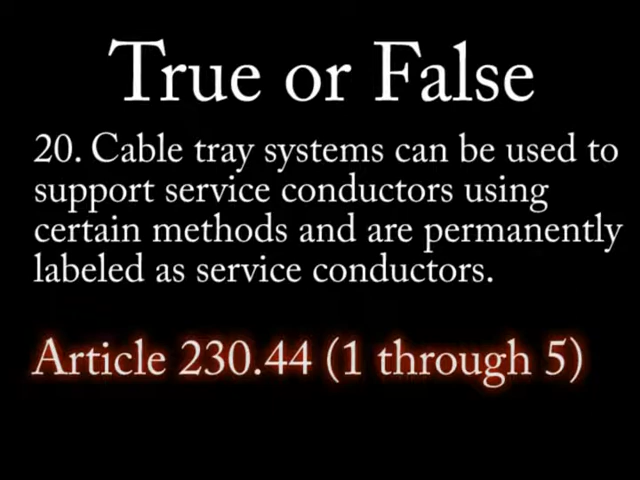 True or False
20. Cable tray systems can be used to
support service conductors using
certain methods and are permanently
labeled as service conductors.
Article 230.44 (1 through 5)